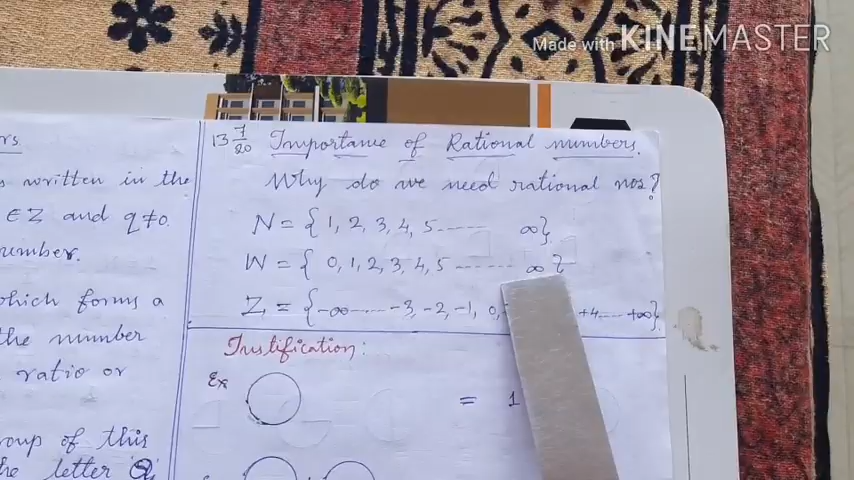 Made with KINEMASTER
rs
s written in the
∈ Z and q≠0.
number.
which forms a
the number
ratio or
oup of this
the letter Q
13 7/20 Importance of Rational numbers.
Why do we need rational nos?
N = { 1, 2, 3, 4, 5 ------ ∞}
W = { 0, 1, 2, 3, 4, 5 ------- ∞}
Z = { -∞ ----- -3, -2, -1, 0, +4 ---- +∞}
Justification:
Ex
= 1